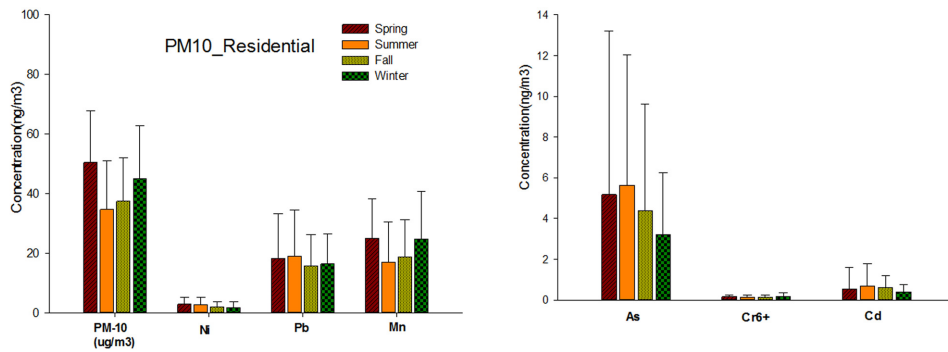 PM10_Residential
Spring
Summer
Fall
Winter
Concentration(ng/m3)
100
80
60
40
20
0
PM-10
(ug/m3)
Ni
Pb
Mn
Concentration(ng/m3)
14
12
10
8
6
4
2
0
As
Cr6+
Cd